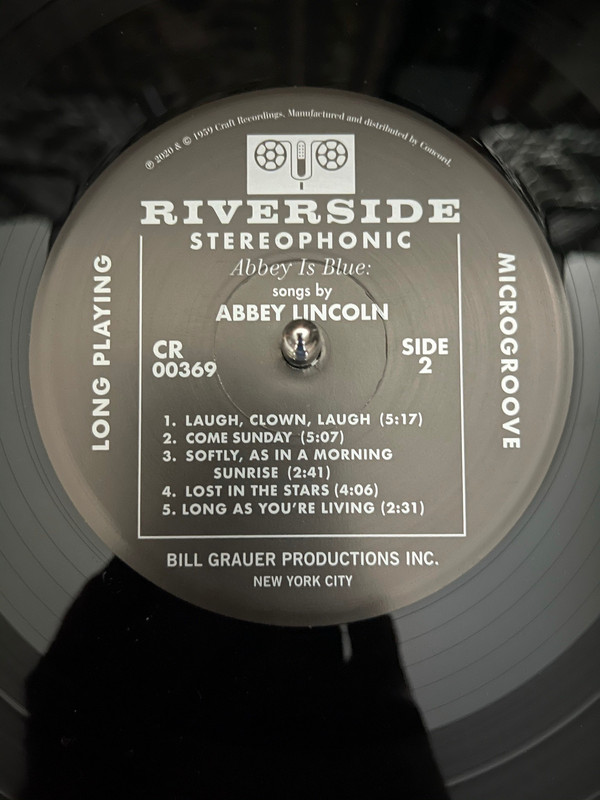 ℗ 2020 & © 1959 Craft Recordings, Manufactured and distributed by Concord.
RIVERSIDE
STEREOPHONIC
Abbey Is Blue:
songs by
ABBEY LINCOLN
LONG PLAYING
MICROGROOVE
CR
00369
SIDE
2
1. LAUGH, CLOWN, LAUGH (5:17)
2. COME SUNDAY (5:07)
3. SOFTLY, AS IN A MORNING
SUNRISE (2:41)
4. LOST IN THE STARS (4:06)
5. LONG AS YOU'RE LIVING (2:31)
BILL GRAUER PRODUCTIONS INC.
NEW YORK CITY